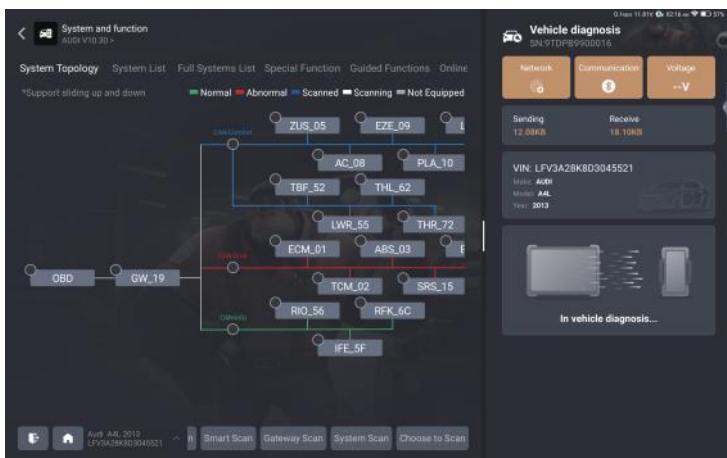 System and function
AUDI V10.30 >
System Topology System List Full Systems List Special Function Guided Functions Online
*Support sliding up and down
Normal Abnormal Scanned Scanning Not Equipped
ZUS_05 EZE_09
CAN-Comfort
AC_08 PLA_10
TBF_52 THL_62
LWR_55 THR_72
ECM_01 ABS_03 E
OBD GW_19
TCM_02 SRS_15
RIO_56 RFK_6C
IFE_5F
Audi A4L 2013
LFV3A28K8D3045521
n Smart Scan Gateway Scan System Scan Choose to Scan
57%
Vehicle diagnosis
SN:9TDPB9900016
Network Communication Voltage
--V
Sending Receive
12.08KB 18.10KB
VIN: LFV3A28K8D3045521
Make: AUDI
Model: A4L
Year: 2013
In vehicle diagnosis...